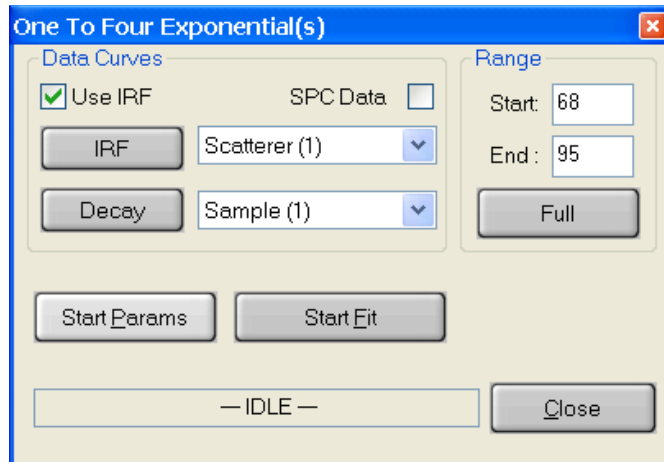 One To Four Exponential(s)
Data Curves
Use IRF
SPC Data
IRF
Scatterer (1)
Decay
Sample (1)
Range
Start: 68
End : 95
Full
Start Params
Start Fit
— IDLE —
Close